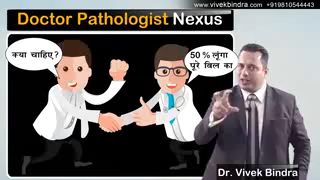 www.vivekbindra.com +919810544443
Doctor Pathologist Nexus
क्या चाहिए?
50 % लूंगा
पूरे बिल का
Dr. Vivek Bindra